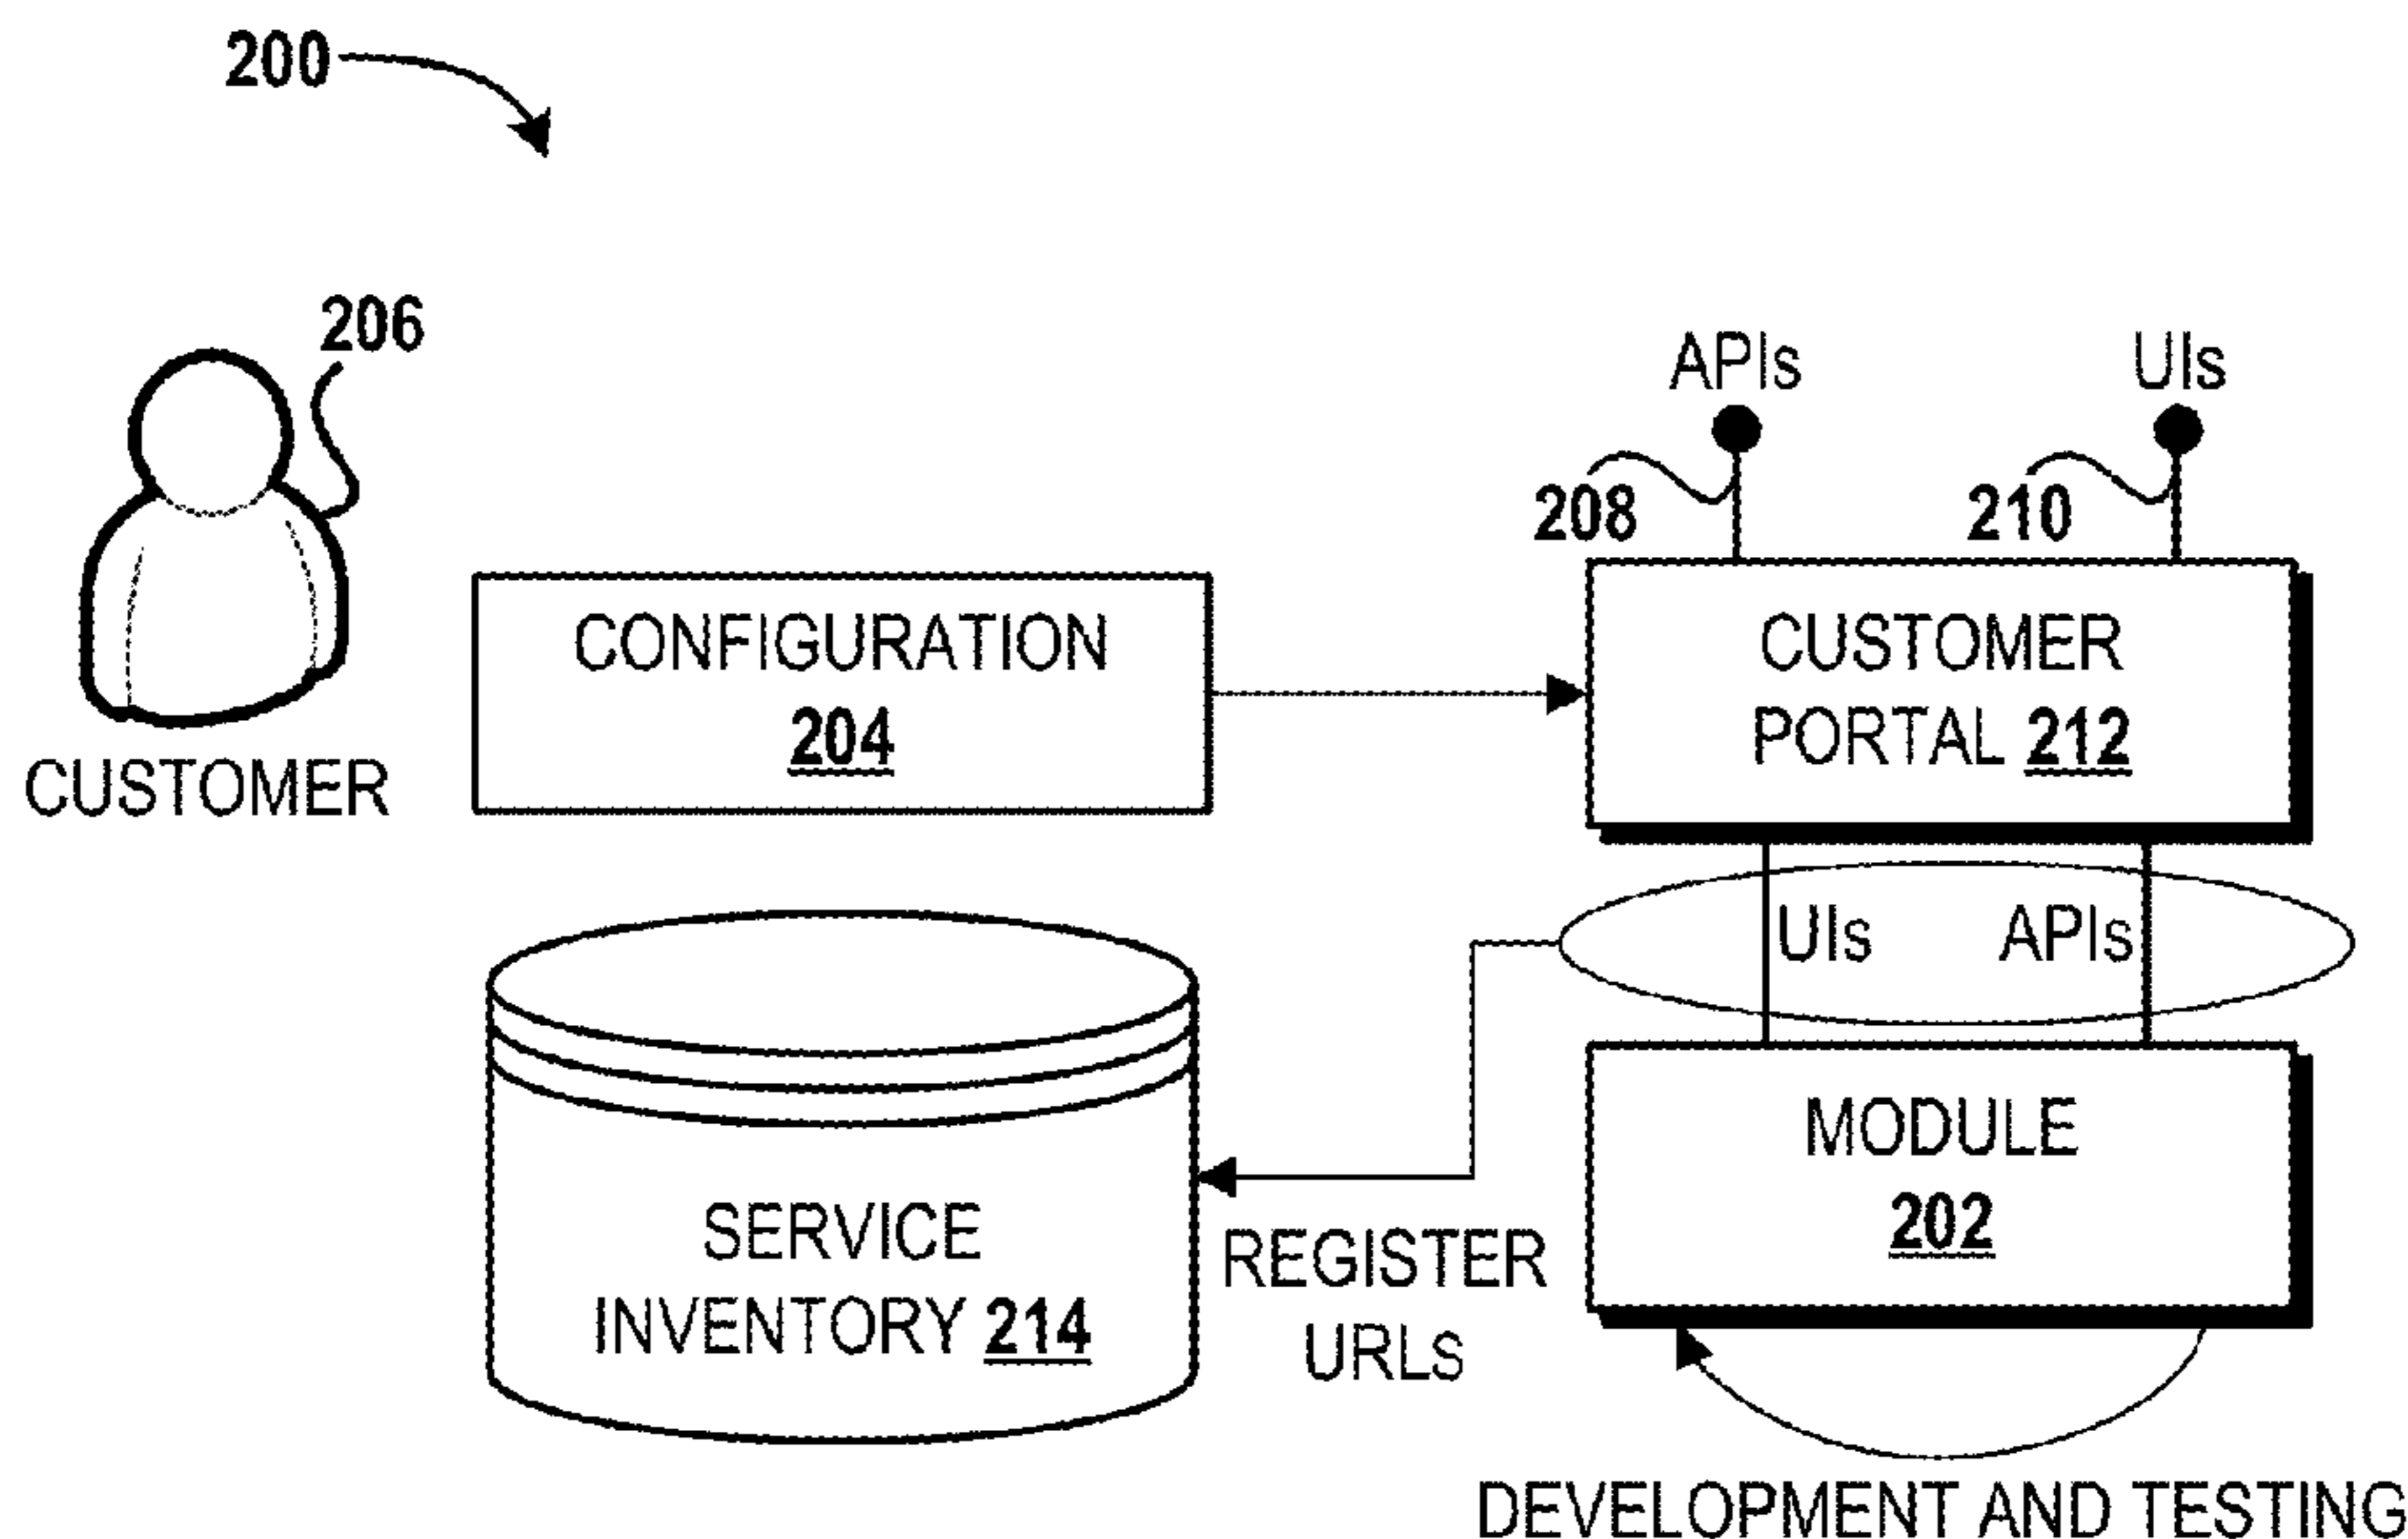 200
206
CUSTOMER
CONFIGURATION
204
APIs
UIs
208
210
CUSTOMER
PORTAL 212
UIs
APIs
SERVICE
INVENTORY 214
REGISTER
URLS
MODULE
202
DEVELOPMENT AND TESTING